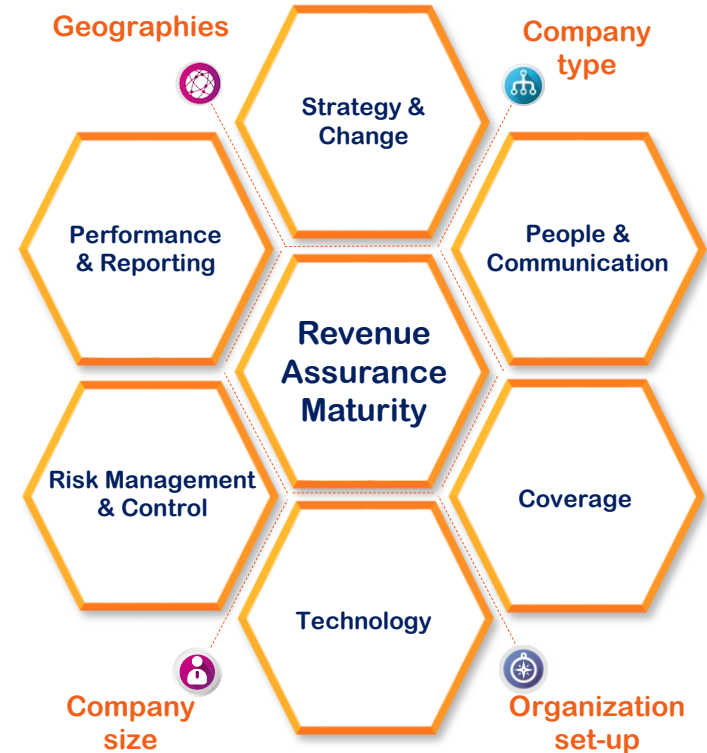 Geographies
Company
type
Strategy &
Change
Performance
& Reporting
People &
Communication
Revenue
Assurance
Maturity
Risk Management
& Control
Coverage
Technology
Company
size
Organization
set-up